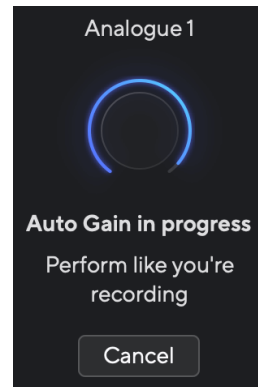 Analogue 1
Auto Gain in progress
Perform like you're
recording
Cancel